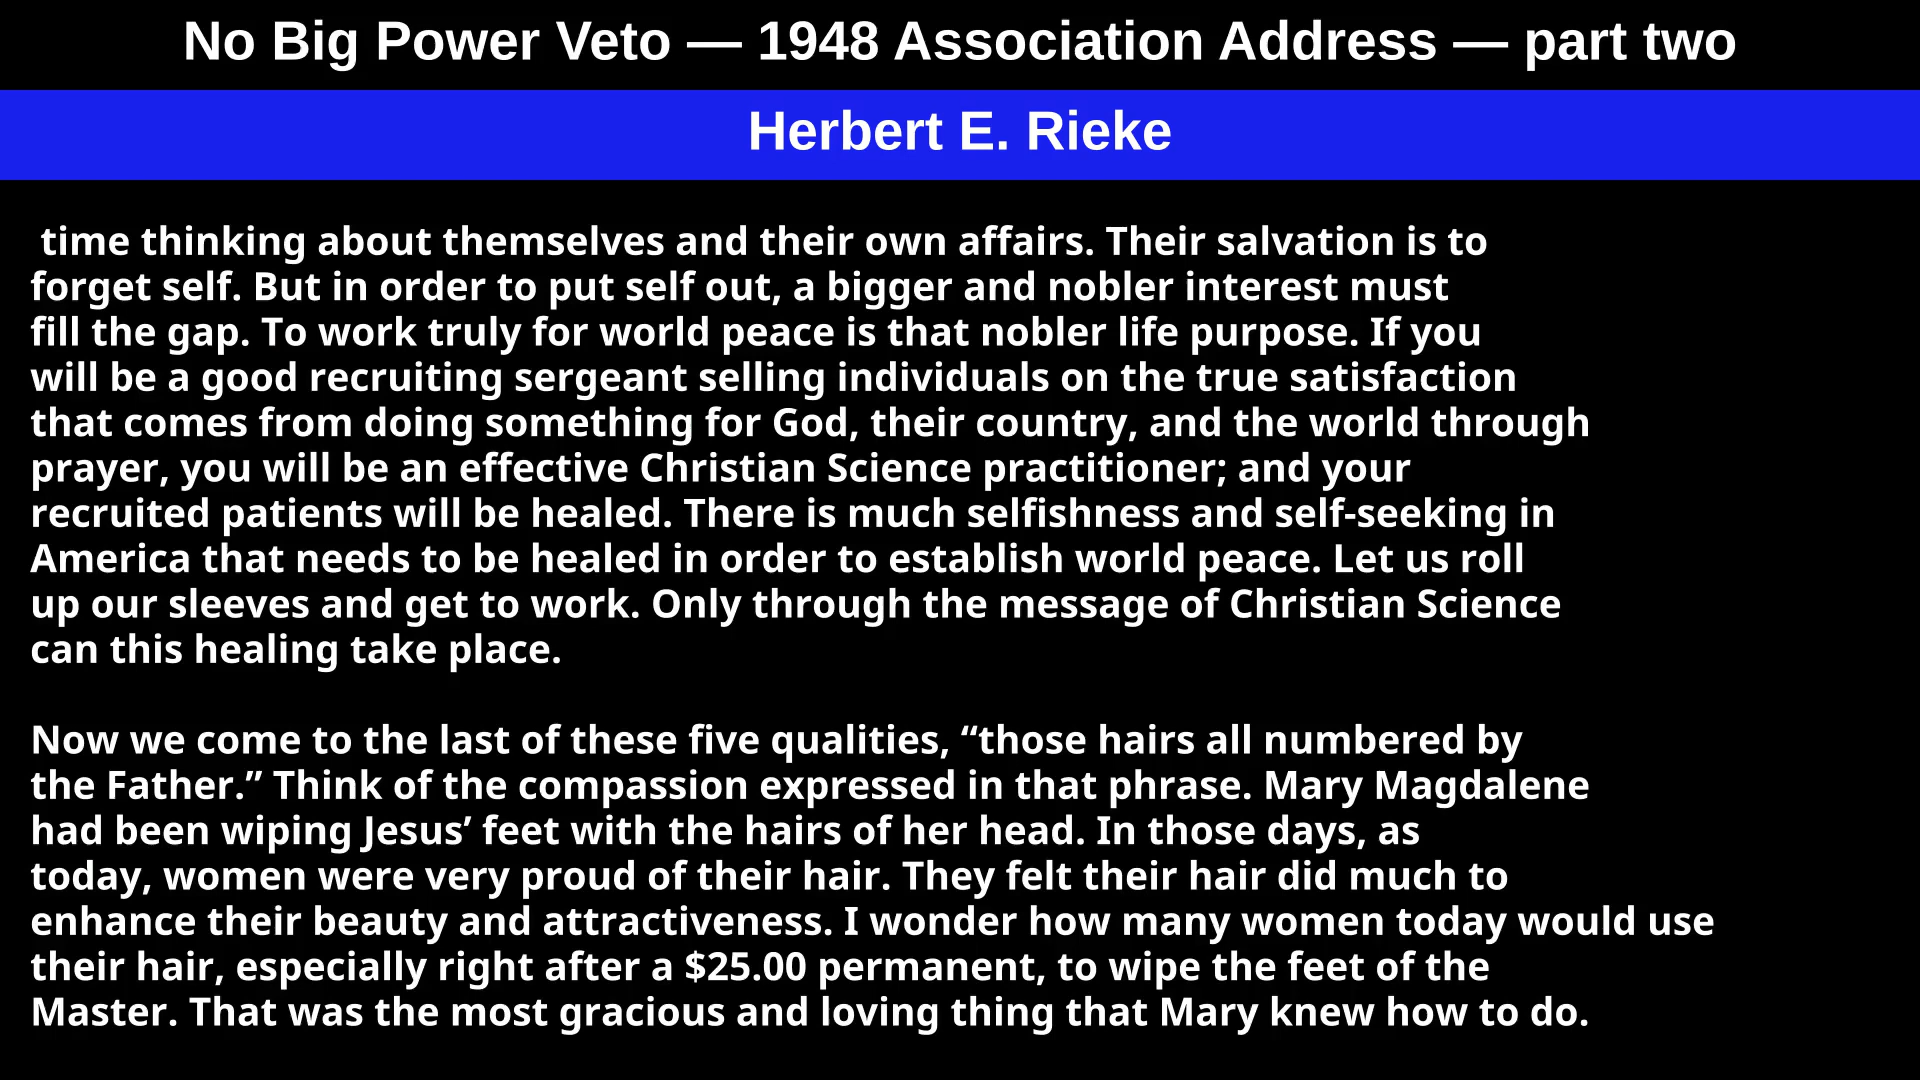 No Big Power Veto — 1948 Association Address — part two
Herbert E. Rieke
time thinking about themselves and their own affairs. Their salvation is to
forget self. But in order to put self out, a bigger and nobler interest must
fill the gap. To work truly for world peace is that nobler life purpose. If you
will be a good recruiting sergeant selling individuals on the true satisfaction
that comes from doing something for God, their country, and the world through
prayer, you will be an effective Christian Science practitioner; and your
recruited patients will be healed. There is much selfishness and self-seeking in
America that needs to be healed in order to establish world peace. Let us roll
up our sleeves and get to work. Only through the message of Christian Science
can this healing take place.
Now we come to the last of these five qualities, “those hairs all numbered by
the Father.” Think of the compassion expressed in that phrase. Mary Magdalene
had been wiping Jesus’ feet with the hairs of her head. In those days, as
today, women were very proud of their hair. They felt their hair did much to
enhance their beauty and attractiveness. I wonder how many women today would use
their hair, especially right after a $25.00 permanent, to wipe the feet of the
Master. That was the most gracious and loving thing that Mary knew how to do.